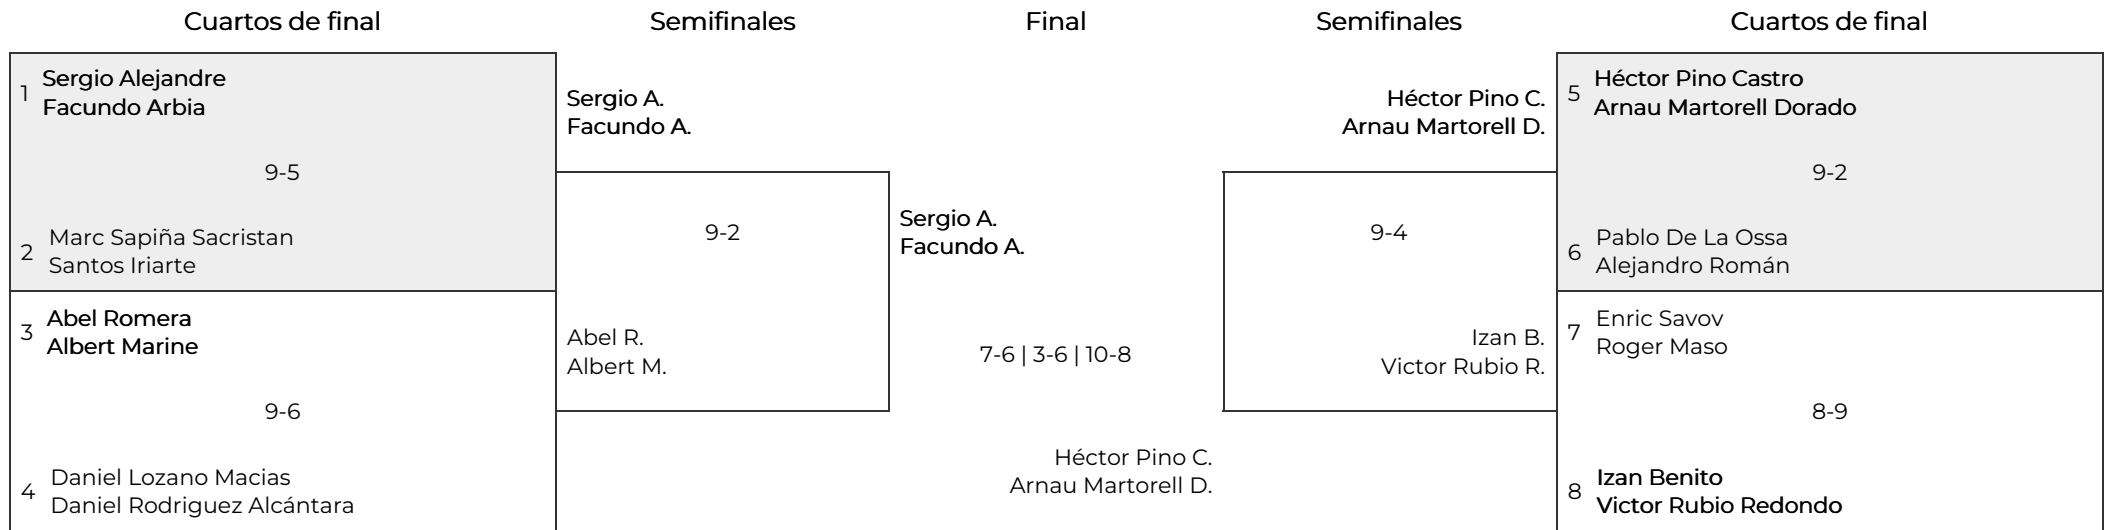 Cuartos de final
Semifinales
Final
Semifinales
Cuartos de final
1
Sergio Alejandre
Facundo Arbia
9-5
2
Marc Sapiña Sacristan
Santos Iriarte
3
Abel Romera
Albert Marine
9-6
4
Daniel Lozano Macias
Daniel Rodriguez Alcántara
Sergio A.
Facundo A.
9-2
Abel R.
Albert M.
Sergio A.
Facundo A.
7-6 | 3-6 | 10-8
Héctor Pino C.
Arnau Martorell D.
Héctor Pino C.
Arnau Martorell D.
9-4
Izan B.
Victor Rubio R.
5
Héctor Pino Castro
Arnau Martorell Dorado
9-2
6
Pablo De La Ossa
Alejandro Román
7
Enric Savov
Roger Maso
8-9
8
Izan Benito
Victor Rubio Redondo